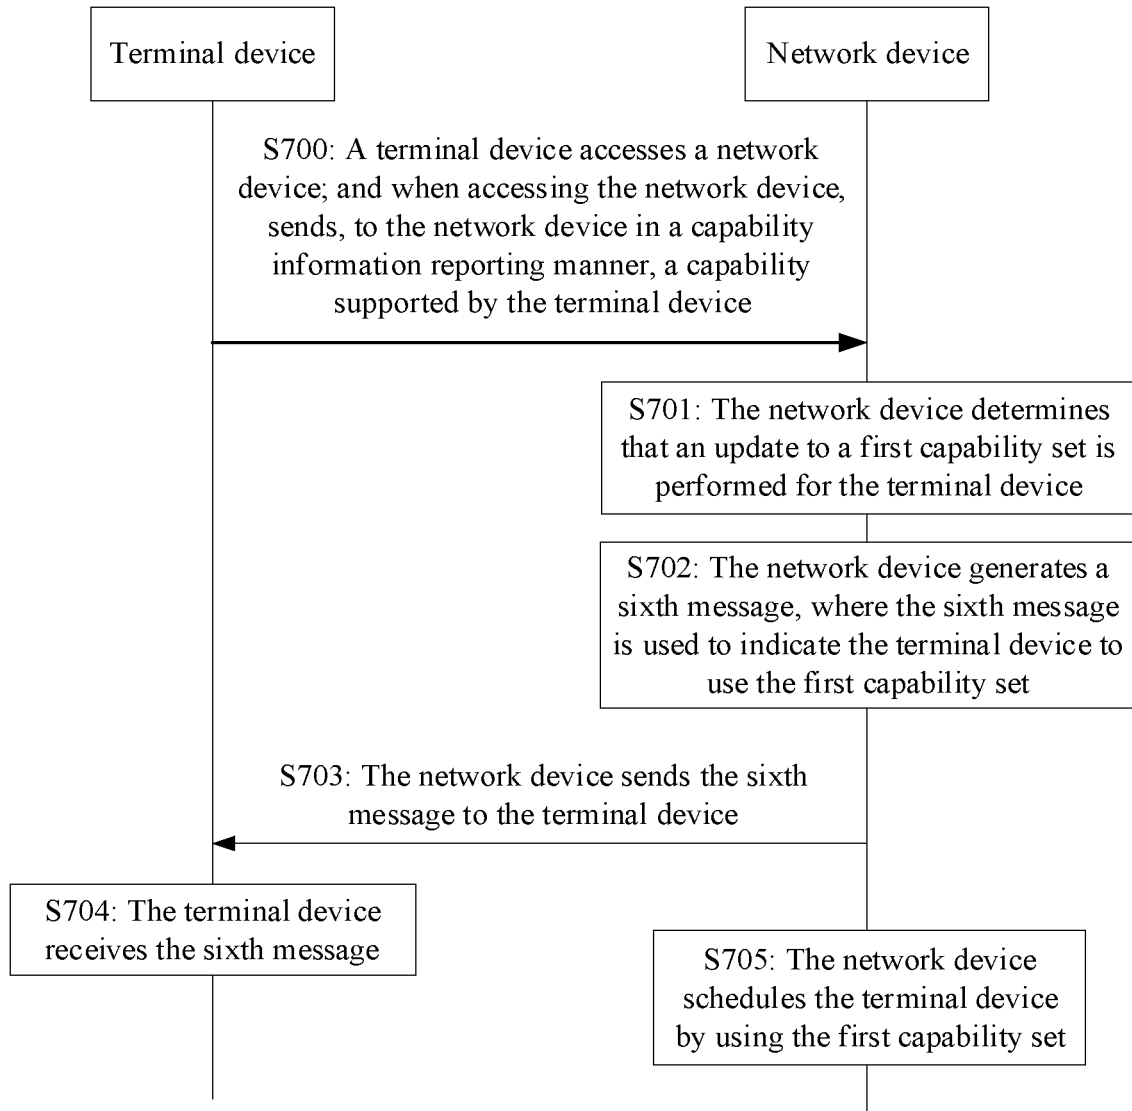 Terminal device
Network device
S700: A terminal device accesses a network
device; and when accessing the network device,
sends, to the network device in a capability
information reporting manner, a capability
supported by the terminal device
S701: The network device determines
that an update to a first capability set is
performed for the terminal device
S702: The network device generates a
sixth message, where the sixth message
is used to indicate the terminal device to
use the first capability set
S703: The network device sends the sixth
message to the terminal device
S704: The terminal device
receives the sixth message
S705: The network device
schedules the terminal device
by using the first capability set